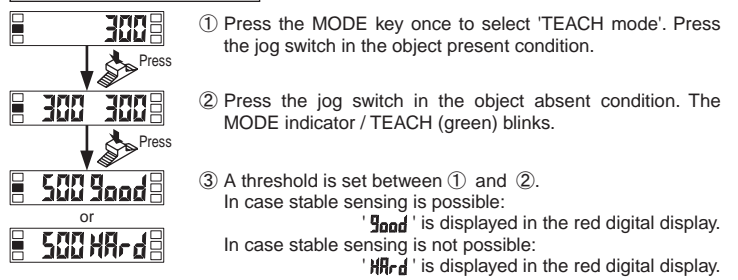 300
① Press the MODE key once to select 'TEACH mode'. Press
the jog switch in the object present condition.
Press
300 300
② Press the jog switch in the object absent condition. The
MODE indicator / TEACH (green) blinks.
Press
500 good
③ A threshold is set between ① and ②.
In case stable sensing is possible:
or
' good ' is displayed in the red digital display.
In case stable sensing is not possible:
500 HArd
' HArd ' is displayed in the red digital display.